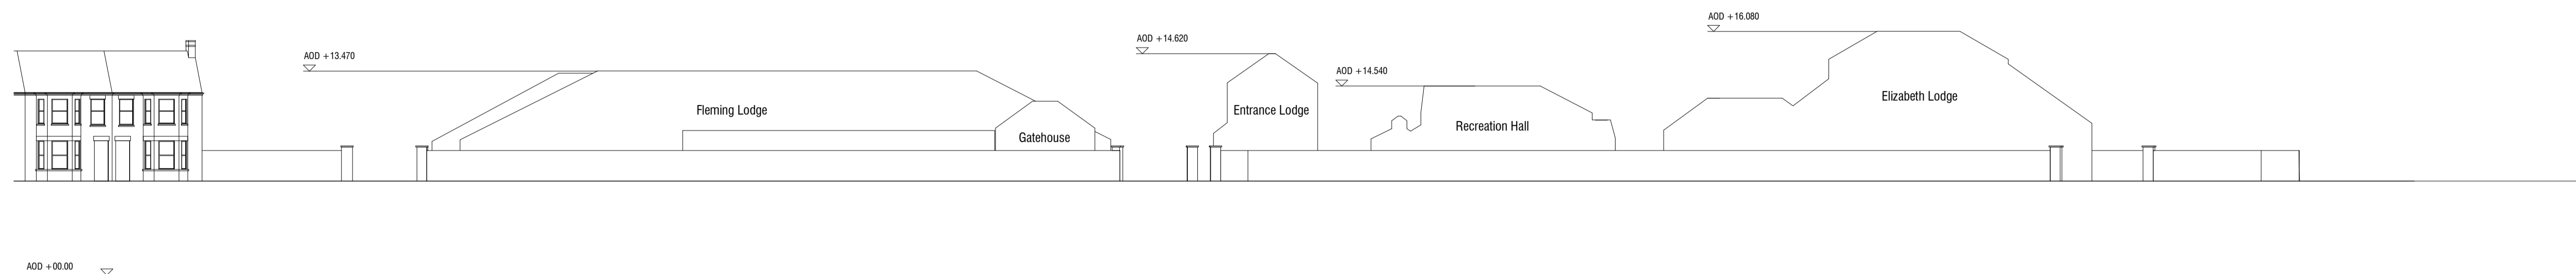 AOD +16.080
AOD +14.620
AOD +13.470
AOD +14.540
Elizabeth Lodge
Fleming Lodge
Entrance Lodge
Recreation Hall
Gatehouse
AOD +00.00